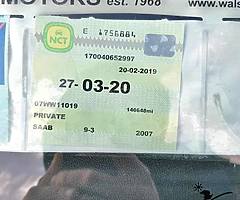 MOTORS est. 1968
www.wals
NCT
E 1756884
170040652997
20-02-2019
27-03-20
07WW11019
146648mi
PRIVATE
SAAB 9-3 2007